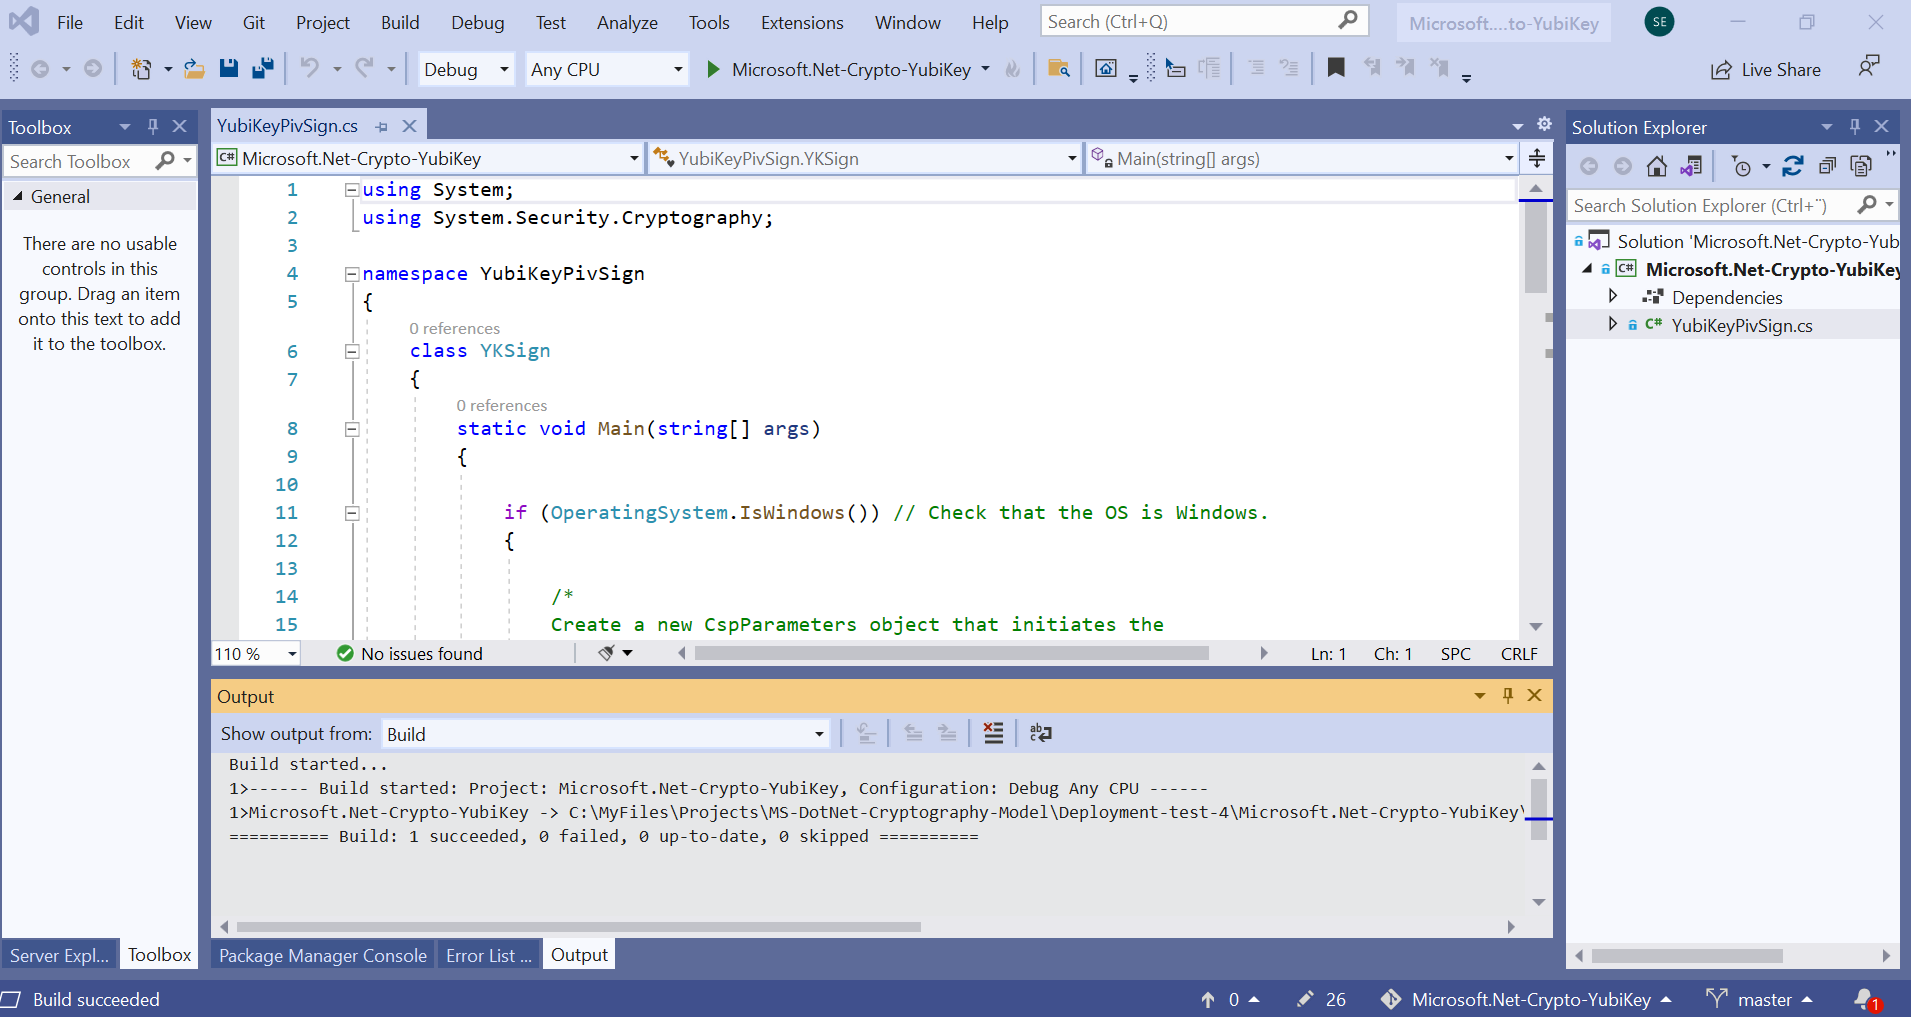 File Edit View Git Project Build Debug Test Analyze Tools Extensions Window Help Search (Ctrl+Q) Microsoft....to-YubiKey SE
Debug Any CPU Microsoft.Net-Crypto-YubiKey Live Share
Toolbox
Search Toolbox
General
There are no usable
controls in this
group. Drag an item
onto this text to add
it to the toolbox.
Server Expl... Toolbox
YubiKeyPivSign.cs
C# Microsoft.Net-Crypto-YubiKey YubiKeyPivSign.YKSign Main(string[] args)
1 using System;
2 using System.Security.Cryptography;
3
4 namespace YubiKeyPivSign
5 {
0 references
6 class YKSign
7 {
0 references
8 static void Main(string[] args)
9 {
10
11 if (OperatingSystem.IsWindows()) // Check that the OS is Windows.
12 {
13
14 /*
15 Create a new CspParameters object that initiates the
110 % No issues found Ln: 1 Ch: 1 SPC CRLF
Output
Show output from: Build
Build started...
1>------ Build started: Project: Microsoft.Net-Crypto-YubiKey, Configuration: Debug Any CPU ------
1>Microsoft.Net-Crypto-YubiKey -> C:\MyFiles\Projects\MS-DotNet-Cryptography-Model\Deployment-test-4\Microsoft.Net-Crypto-YubiKey\
========== Build: 1 succeeded, 0 failed, 0 up-to-date, 0 skipped ==========
Package Manager Console Error List ... Output
Solution Explorer
Search Solution Explorer (Ctrl+¨)
Solution 'Microsoft.Net-Crypto-Yub
C# Microsoft.Net-Crypto-YubiKey
Dependencies
C# YubiKeyPivSign.cs
Build succeeded 0 26 Microsoft.Net-Crypto-YubiKey master 1